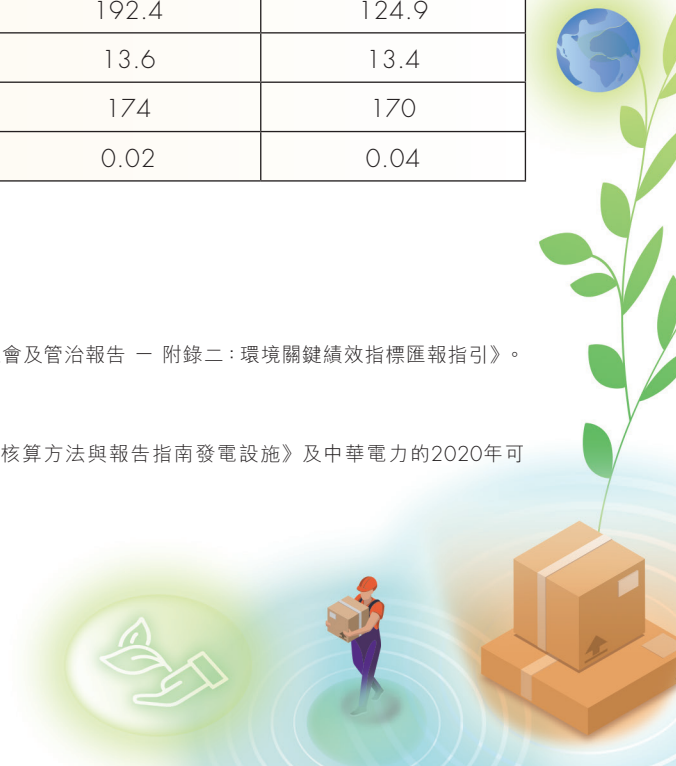 192.4 124.9
13.6 13.4
174 170
0.02 0.04
會及管治報告 — 附錄二:環境關鍵績效指標匯報指引》。
核算方法與報告指南發電設施》及中華電力的2020年可